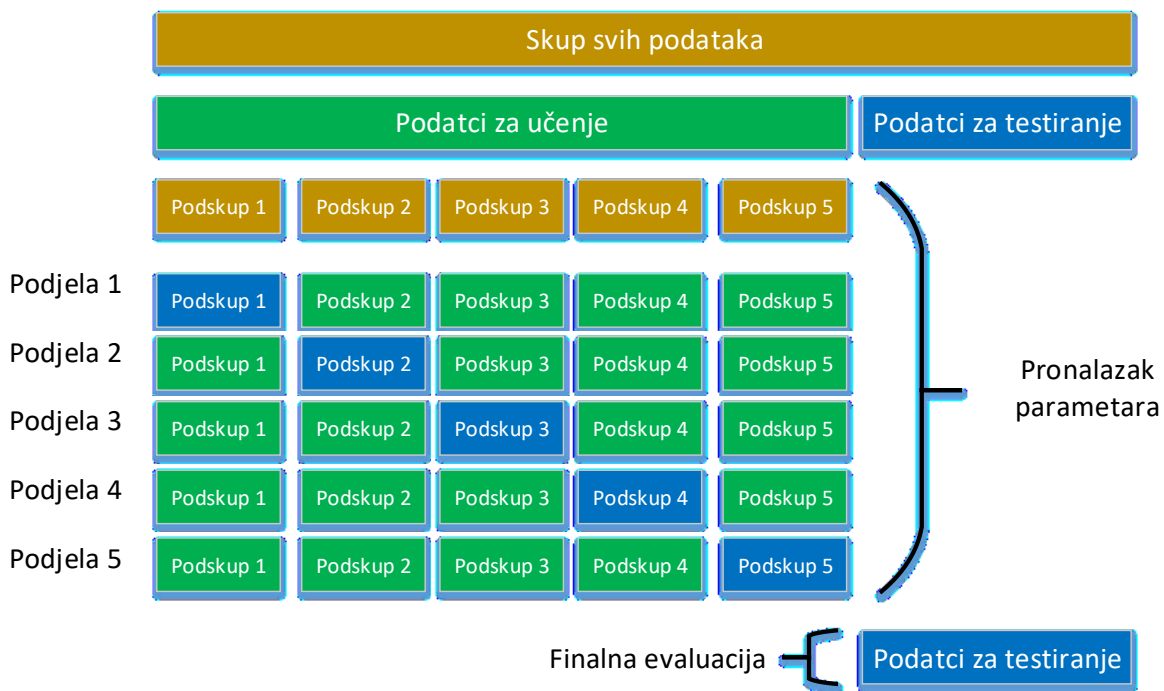 Skup svih podataka
Podatci za učenje Podatci za testiranje
Podskup 1 Podskup 2 Podskup 3 Podskup 4 Podskup 5
Podjela 1 Podskup 1 Podskup 2 Podskup 3 Podskup 4 Podskup 5
Podjela 2 Podskup 1 Podskup 2 Podskup 3 Podskup 4 Podskup 5
Podjela 3 Podskup 1 Podskup 2 Podskup 3 Podskup 4 Podskup 5
Podjela 4 Podskup 1 Podskup 2 Podskup 3 Podskup 4 Podskup 5
Podjela 5 Podskup 1 Podskup 2 Podskup 3 Podskup 4 Podskup 5
Pronalazak
parametara
Finalna evaluacija Podatci za testiranje